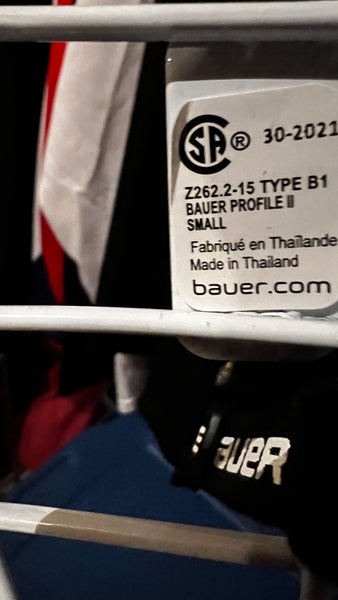 CSA® 30-2021
Z262.2-15 TYPE B1
BAUER PROFILE II
SMALL
Fabriqué en Thaïlande
Made in Thailand
bauer.com
BAUER